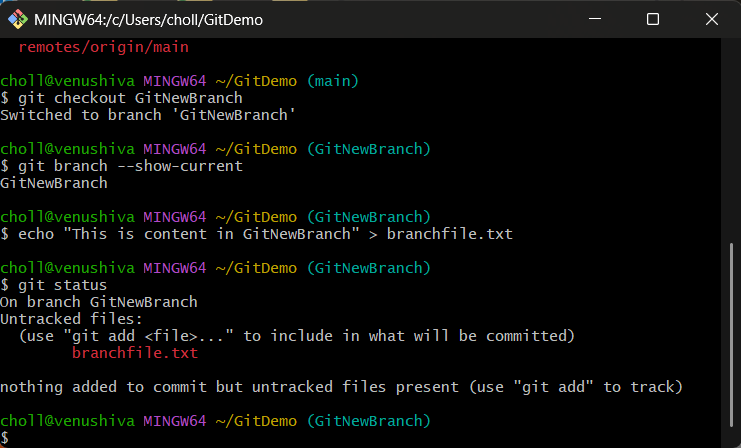 MINGW64:/c/Users/choll/GitDemo
remotes/origin/main
choll@venushiva MINGW64 ~/GitDemo (main)
$ git checkout GitNewBranch
Switched to branch 'GitNewBranch'
choll@venushiva MINGW64 ~/GitDemo (GitNewBranch)
$ git branch --show-current
GitNewBranch
choll@venushiva MINGW64 ~/GitDemo (GitNewBranch)
$ echo "This is content in GitNewBranch" > branchfile.txt
choll@venushiva MINGW64 ~/GitDemo (GitNewBranch)
$ git status
On branch GitNewBranch
Untracked files:
  (use "git add <file>..." to include in what will be committed)
        branchfile.txt
nothing added to commit but untracked files present (use "git add" to track)
choll@venushiva MINGW64 ~/GitDemo (GitNewBranch)
$